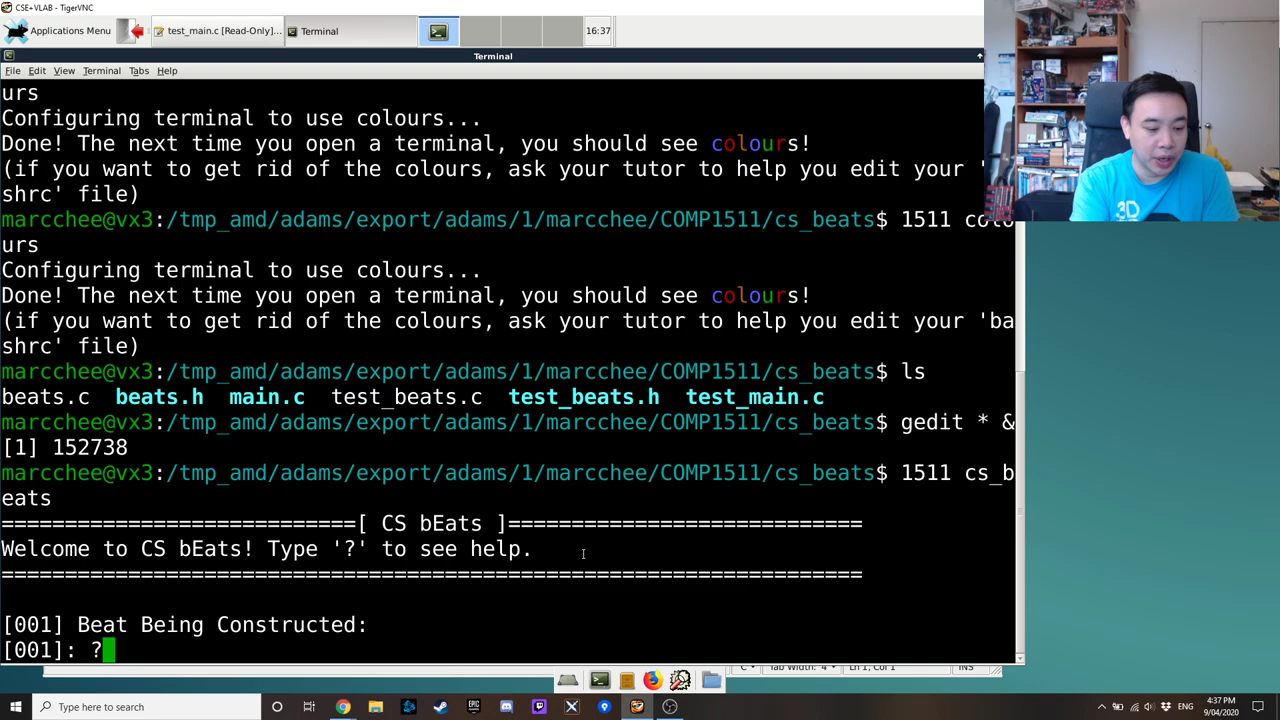 CSE+VLAB - TigerVNC
Applications Menu
test_main.c [Read-Only]...
Terminal
16:37
Terminal
File Edit View Terminal Tabs Help
urs
Configuring terminal to use colours...
Done! The next time you open a terminal, you should see colours!
(if you want to get rid of the colours, ask your tutor to help you edit your '
shrc' file)
marcchee@vx3:/tmp_amd/adams/export/adams/1/marcchee/COMP1511/cs_beats$ 1511 colo
urs
Configuring terminal to use colours...
Done! The next time you open a terminal, you should see colours!
(if you want to get rid of the colours, ask your tutor to help you edit your 'ba
shrc' file)
marcchee@vx3:/tmp_amd/adams/export/adams/1/marcchee/COMP1511/cs_beats$ ls
beats.c beats.h main.c test_beats.c test_beats.h test_main.c
marcchee@vx3:/tmp_amd/adams/export/adams/1/marcchee/COMP1511/cs_beats$ gedit * &
[1] 152738
marcchee@vx3:/tmp_amd/adams/export/adams/1/marcchee/COMP1511/cs_beats$ 1511 cs_b
eats
============================[ CS bEats ]============================
Welcome to CS bEats! Type '?' to see help.
====================================================================
[001] Beat Being Constructed:
[001]: ?
C Tab Width: 4 Ln 1, Col 1 INS
Type here to search
ENG
4:37 PM
9/04/2020